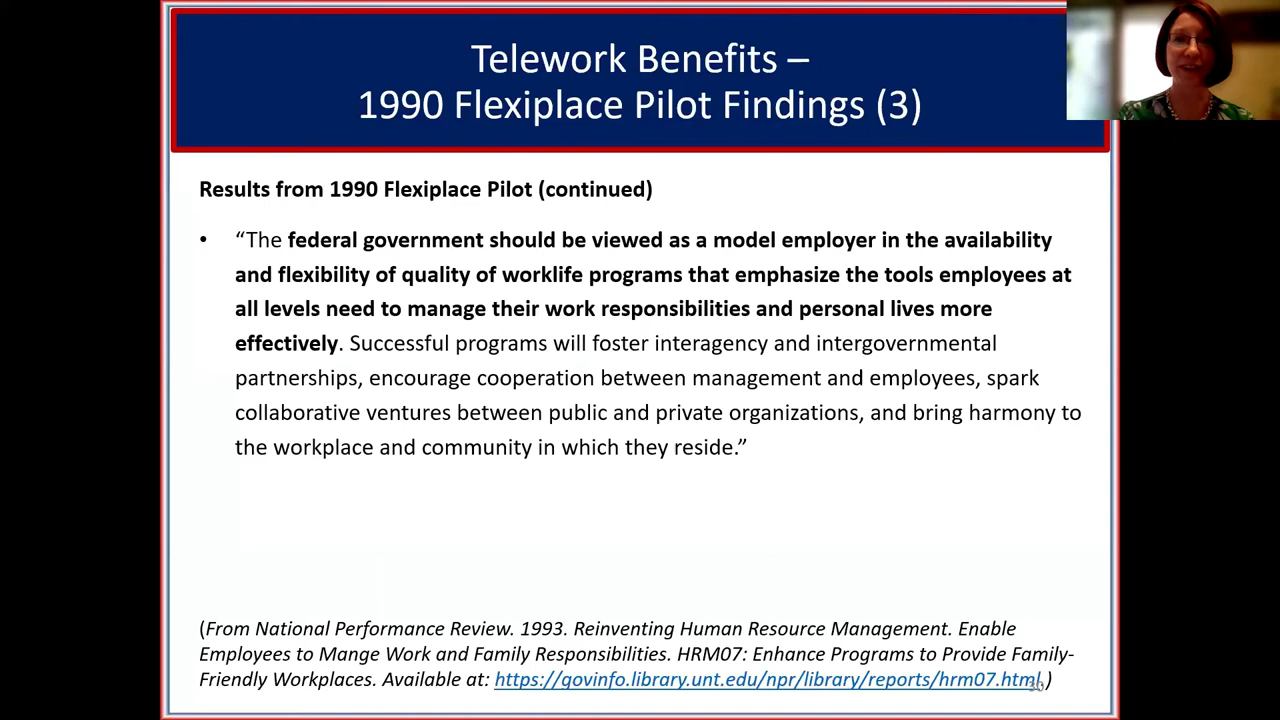 Telework Benefits –
1990 Flexiplace Pilot Findings (3)
Results from 1990 Flexiplace Pilot (continued)
• “The federal government should be viewed as a model employer in the availability
and flexibility of quality of worklife programs that emphasize the tools employees at
all levels need to manage their work responsibilities and personal lives more
effectively. Successful programs will foster interagency and intergovernmental
partnerships, encourage cooperation between management and employees, spark
collaborative ventures between public and private organizations, and bring harmony to
the workplace and community in which they reside.”
(From National Performance Review. 1993. Reinventing Human Resource Management. Enable
Employees to Mange Work and Family Responsibilities. HRM07: Enhance Programs to Provide Family-
Friendly Workplaces. Available at: https://govinfo.library.unt.edu/npr/library/reports/hrm07.html.)